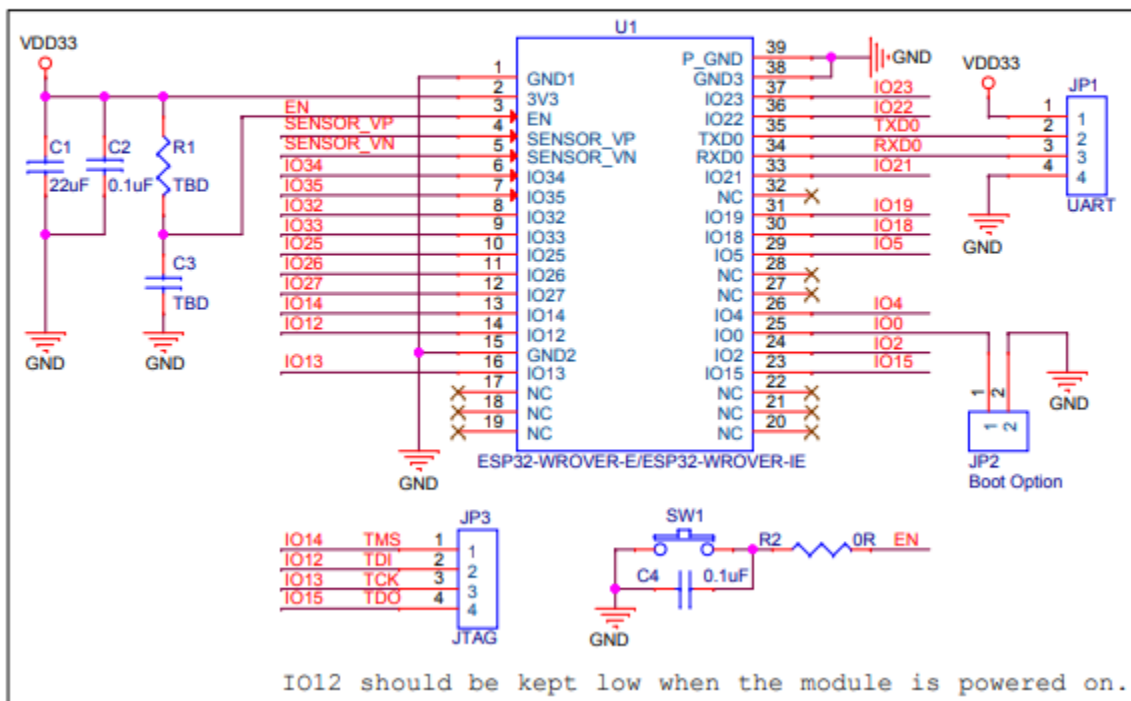 U1
VDD33
1 GND1
2 3V3
EN 3 EN
SENSOR_VP 4 SENSOR_VP
SENSOR_VN 5 SENSOR_VN
IO34 6 IO34
IO35 7 IO35
IO32 8 IO32
IO33 9 IO33
IO25 10 IO25
IO26 11 IO26
IO27 12 IO27
IO14 13 IO14
IO12 14 IO12
15 GND2
IO13 16 IO13
17 NC
18 NC
19 NC
C1
22uF
C2
0.1uF
R1
TBD
C3
TBD
GND
GND
GND
P_GND 39 GND
GND3 38
IO23 37 IO23
IO22 36 IO22
TXD0 35 TXD0
RXD0 34 RXD0
IO21 33 IO21
NC 32
IO19 31 IO19
IO18 30 IO18
IO5 29 IO5
NC 28
NC 27
IO4 26 IO4
IO0 25 IO0
IO2 24 IO2
IO15 23 IO15
NC 22
NC 21
NC 20
ESP32-WROVER-E/ESP32-WROVER-IE
VDD33
JP1
1 1
2 2
3 3
4 4
UART
GND
GND
1 2
1 2
JP2
Boot Option
JP3
IO14 TMS 1 1
IO12 TDI 2 2
IO13 TCK 3 3
IO15 TDO 4 4
JTAG
SW1
R2 0R EN
C4 0.1uF
GND
IO12 should be kept low when the module is powered on.